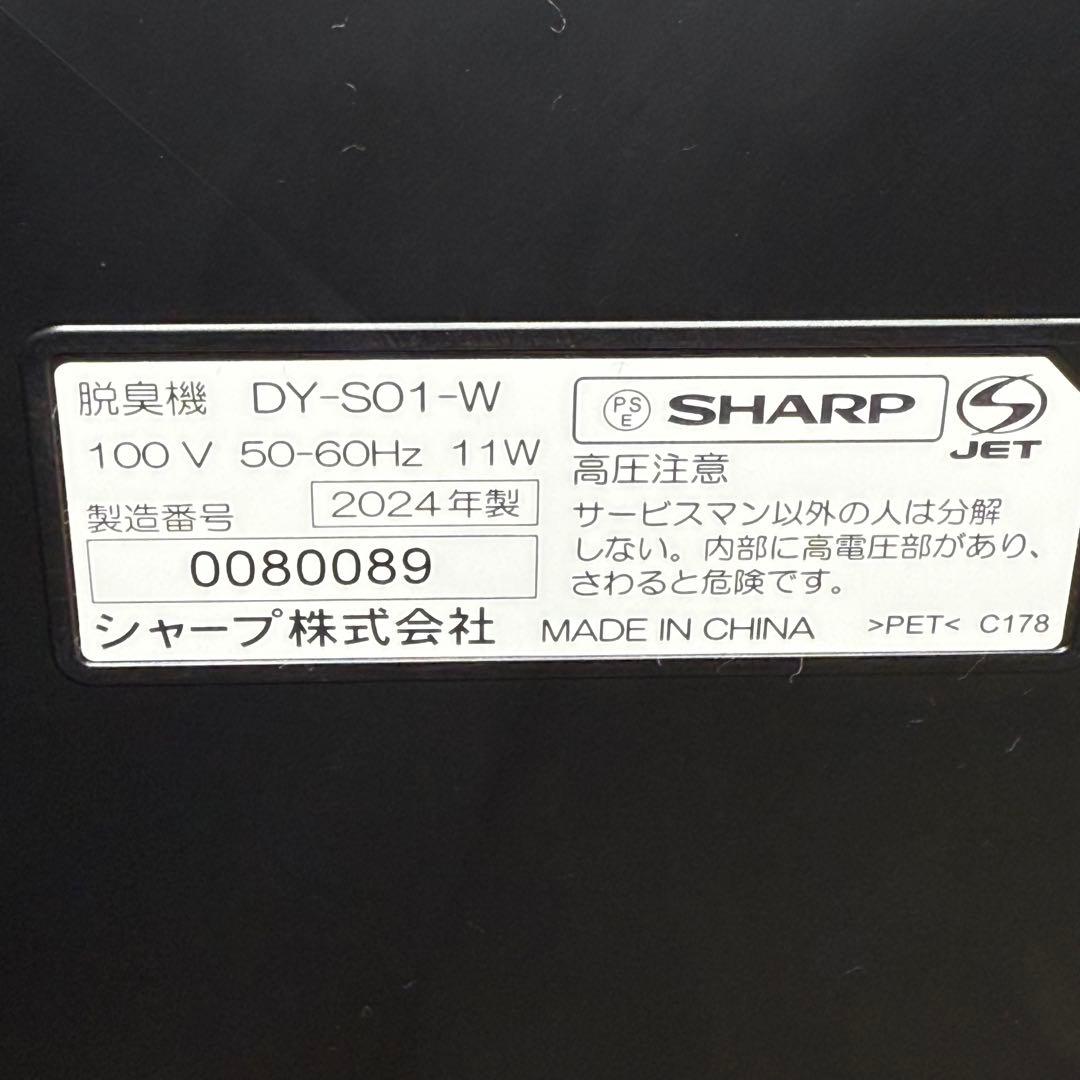 脱臭機 DY-S01-W
100V 50-60Hz 11W
製造番号 2024年製
0080089
シャープ株式会社 MADE IN CHINA >PET< C178
PSE SHARP
JET
高圧注意
サービスマン以外の人は分解
しない。内部に高電圧部があり、
さわると危険です。